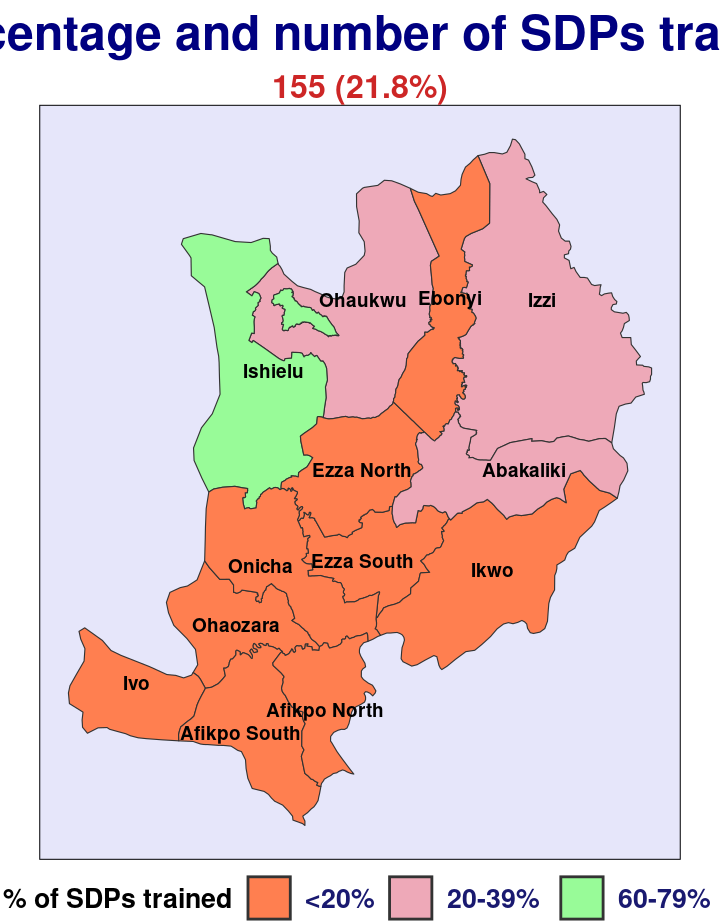 centage and number of SDPs tra
155 (21.8%)
Ohaukwu
Ebonyi
Izzi
Ishielu
Ezza North
Abakaliki
Onicha
Ezza South
Ikwo
Ohaozara
Ivo
Afikpo North
Afikpo South
% of SDPs trained <20% 20-39% 60-79%